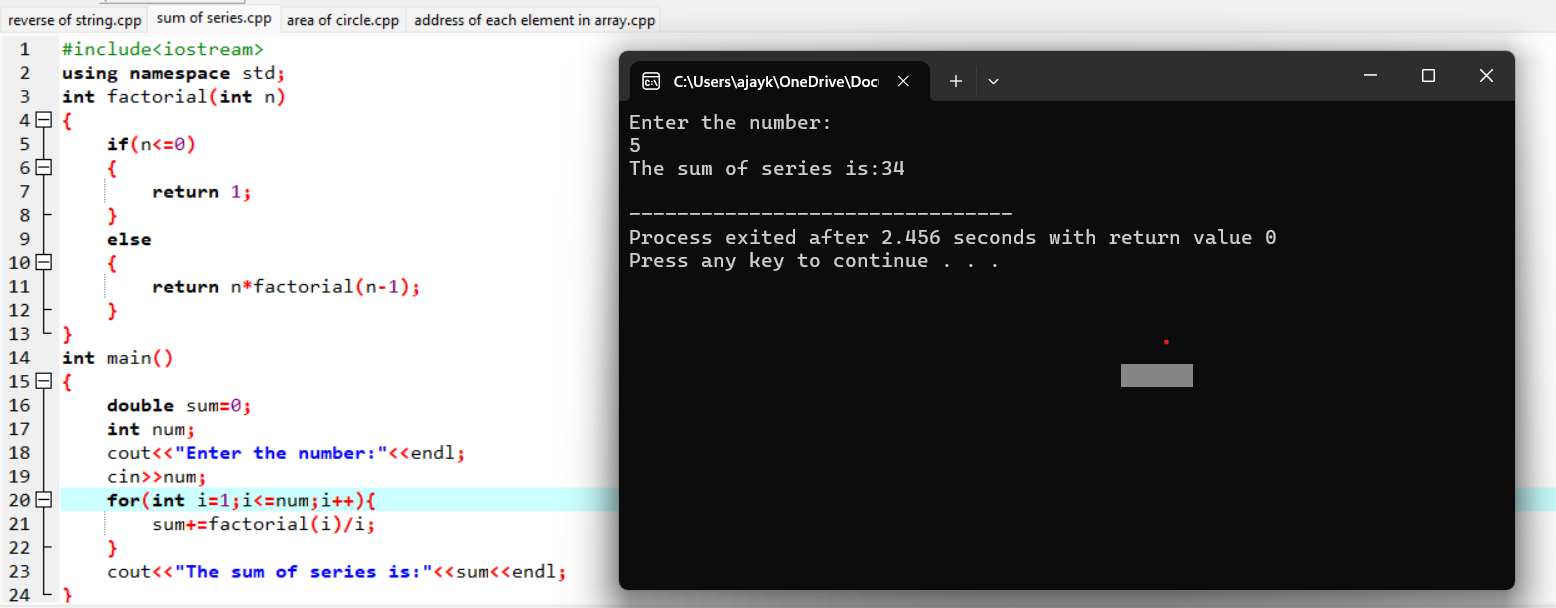 reverse of string.cpp sum of series.cpp area of circle.cpp address of each element in array.cpp
1 #include<iostream>
2 using namespace std;
3 int factorial(int n)
4 {
5 if(n<=0)
6 {
7 return 1;
8 }
9 else
10 {
11 return n*factorial(n-1);
12 }
13 }
14 int main()
15 {
16 double sum=0;
17 int num;
18 cout<<"Enter the number:"<<endl;
19 cin>>num;
20 for(int i=1;i<=num;i++){
21 sum+=factorial(i)/i;
22 }
23 cout<<"The sum of series is:"<<sum<<endl;
24 }
C:\Users\ajayk\OneDrive\Doc
Enter the number:
5
The sum of series is:34
--------------------------------
Process exited after 2.456 seconds with return value 0
Press any key to continue . . .